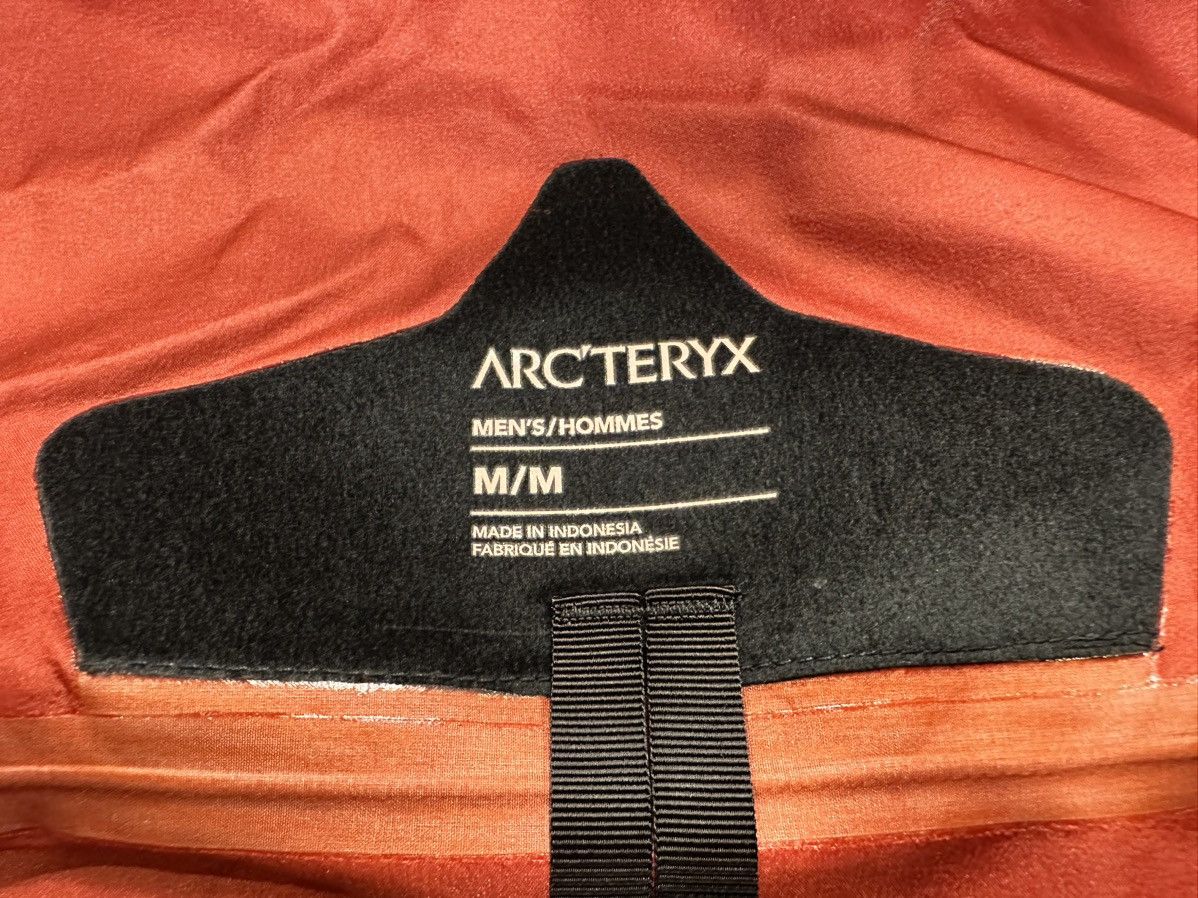 ARC'TERYX
MEN'S/HOMMES
M/M
MADE IN INDONESIA
FABRIQUÉ EN INDONÉSIE